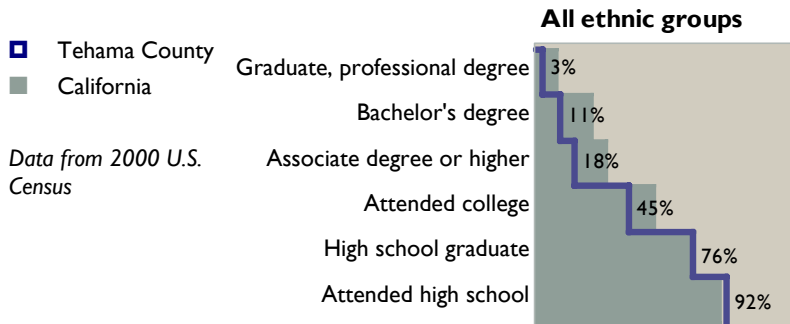 All ethnic groups
Tehama County
California
Data from 2000 U.S.
Census
Graduate, professional degree 3%
Bachelor's degree 11%
Associate degree or higher 18%
Attended college 45%
High school graduate 76%
Attended high school 92%